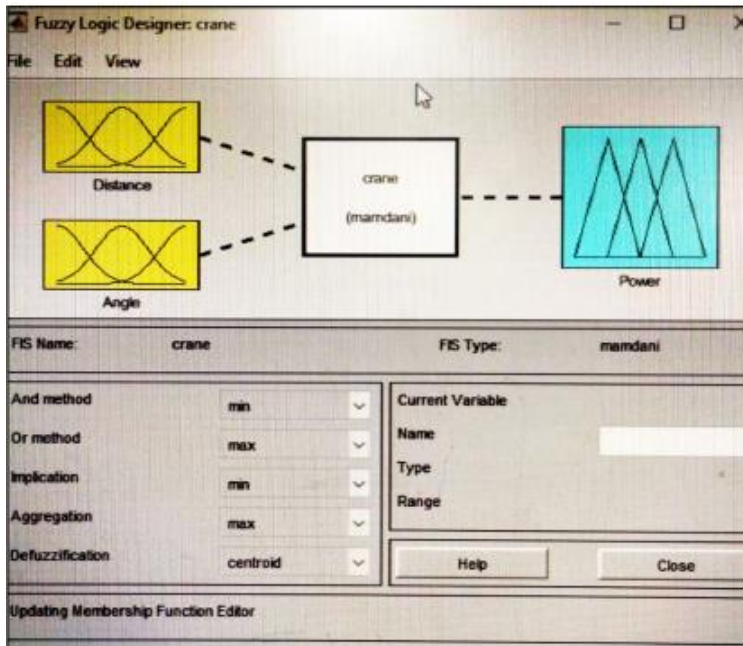 Fuzzy Logic Designer: crane
File Edit View
Distance
crane
(mamdani)
Angle
Power
FIS Name: crane FIS Type: mamdani
And method min
Or method max
Implication min
Aggregation max
Defuzzification centroid
Current Variable
Name
Type
Range
Help Close
Updating Membership Function Editor